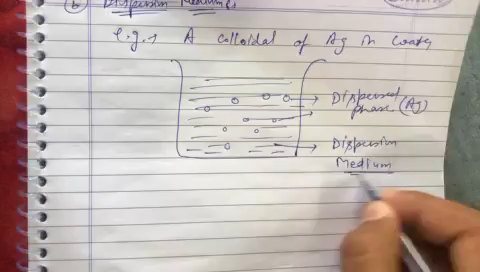 (b) Dispersion Medium:
e.g., A colloidal of Ag in water
Dispersed
phase (Ag)
Dispersion
Medium